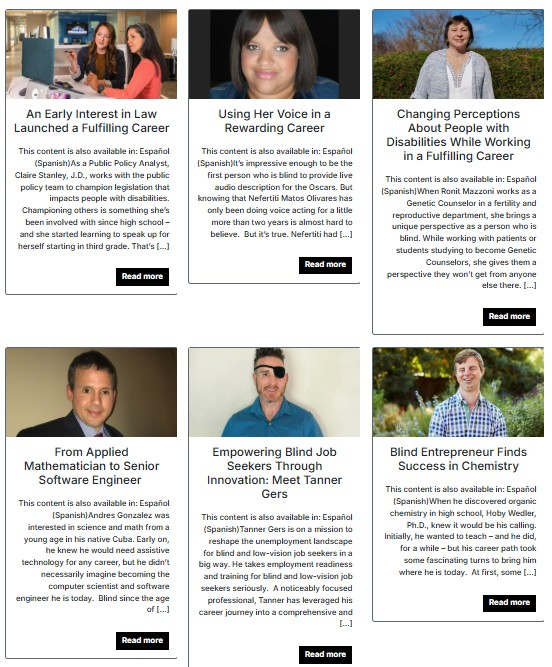 An Early Interest in Law
Launched a Fulfilling Career
This content is also available in: Español
(Spanish)As a Public Policy Analyst,
Claire Stanley, J.D., works with the public
policy team to champion legislation that
impacts people with disabilities.
Championing others is something she's
been involved with since high school –
and she started learning to speak up for
herself starting in third grade. That's [...]
Read more
Using Her Voice in a
Rewarding Career
This content is also available in: Español
(Spanish)It's impressive enough to be the
first person who is blind to provide live
audio description for the Oscars. But
knowing that Nefertiti Matos Olivares has
only been doing voice acting for a little
more than two years is almost hard to
believe.  But it's true. Nefertiti had [...]
Read more
Changing Perceptions
About People with
Disabilities While Working
in a Fulfilling Career
This content is also available in: Español
(Spanish)When Ronit Mazzoni works as a
Genetic Counselor in a fertility and
reproductive department, she brings a
unique perspective as a person who is
blind. While working with patients or
students studying to become Genetic
Counselors, she gives them a
perspective they won't get from anyone
else there. [...]
Read more
From Applied
Mathematician to Senior
Software Engineer
This content is also available in: Español
(Spanish)Andres Gonzalez was
interested in science and math from a
young age in his native Cuba. Early on,
he knew he would need assistive
technology for any career, but he didn't
necessarily imagine becoming the
computer scientist and software
engineer he is today.  Blind since the age
of [...]
Read more
Empowering Blind Job
Seekers Through
Innovation: Meet Tanner
Gers
This content is also available in: Español
(Spanish)Tanner Gers is on a mission to
reshape the unemployment landscape
for blind and low-vision job seekers in a
big way. He takes employment readiness
and training for blind and low-vision job
seekers seriously.  A noticeably focused
professional, Tanner has leveraged his
career journey into a comprehensive and
[...]
Read more
Blind Entrepreneur Finds
Success in Chemistry
This content is also available in: Español
(Spanish)When he discovered organic
chemistry in high school, Hoby Wedler,
Ph.D., knew it would be his calling.
Initially, he wanted to teach – and he did,
for a while – but his career path took
some fascinating turns to bring him
where he is today.  At first, some [...]
Read more